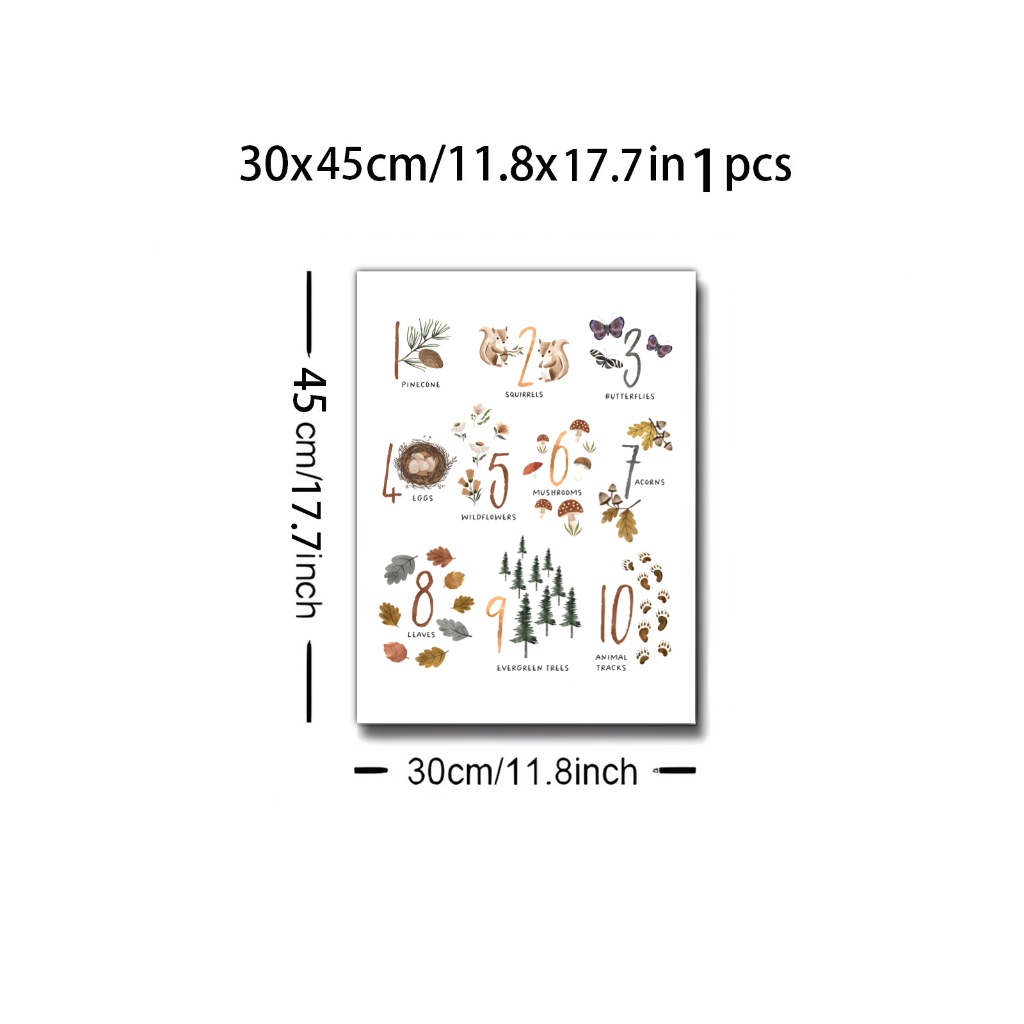 30x45cm/11.8x17.7in 1 pcs
45 cm/17.7inch
1
PINECONE
2
SQUIRRELS
3
BUTTERFLIES
4
EGGS
5
WILDFLOWERS
6
MUSHROOMS
7
ACORNS
8
LEAVES
9
EVERGREEN TREES
10
ANIMAL
TRACKS
30cm/11.8inch